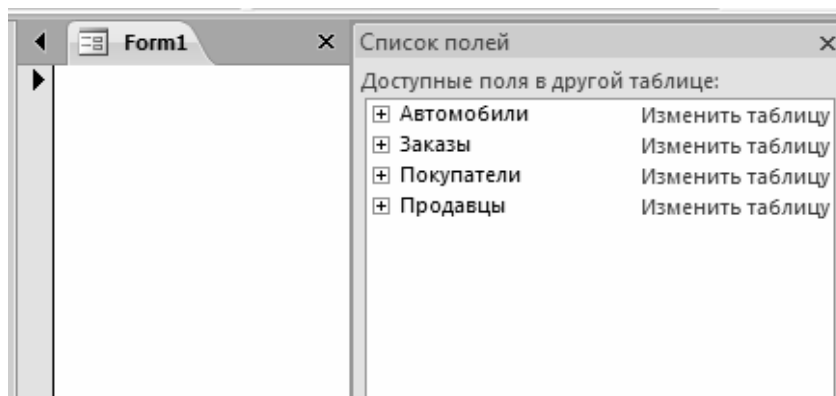 Form1
Список полей
Доступные поля в другой таблице:
Автомобили Изменить таблицу
Заказы Изменить таблицу
Покупатели Изменить таблицу
Продавцы Изменить таблицу